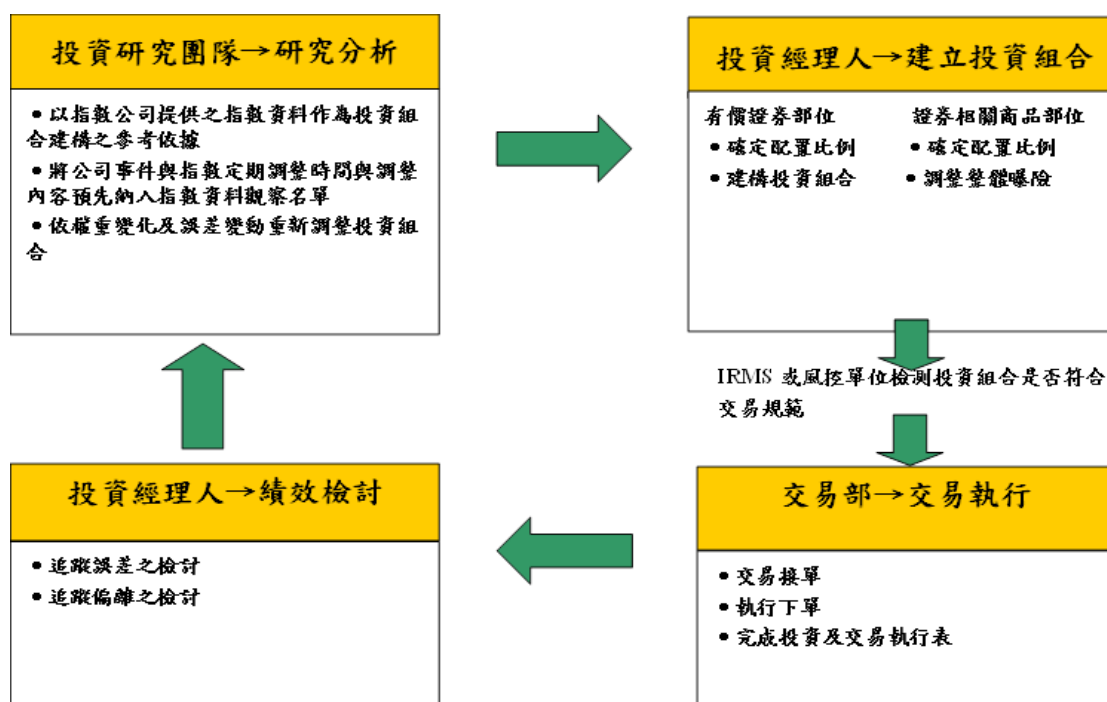 投資研究團隊→研究分析
• 以指數公司提供之指數資料作為投資組
合建構之參考依據
• 將公司事件與指數定期調整時間與調整
內容預先納入指數資料觀察名單
• 依權重變化及誤差變動重新調整投資組
合
投資經理人→建立投資組合
有價證券部位
• 確定配置比例
• 建構投資組合
證券相關商品部位
• 確定配置比例
• 調整整體曝險
IRMS 或風控單位檢測投資組合是否符合
交易規範
交易部→交易執行
• 交易接單
• 執行下單
• 完成投資及交易執行表
投資經理人→績效檢討
• 追蹤誤差之檢討
• 追蹤偏離之檢討